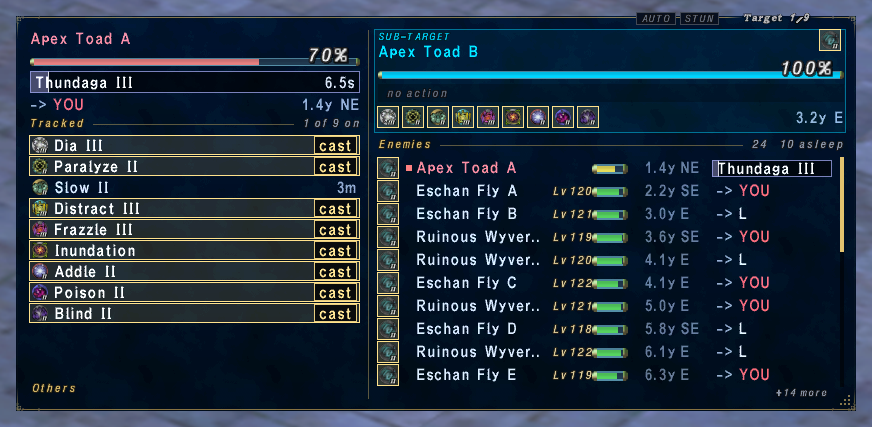 AUTO STUN Target 1/9
Apex Toad A
70%
Thundaga III 6.5s
-> YOU 1.4y NE
Tracked 1 of 9 on
Dia III cast
Paralyze II cast
Slow II 3m
Distract III cast
Frazzle III cast
Inundation cast
Addle II cast
Poison II cast
Blind II cast
Others
SUB-TARGET
Apex Toad B
100%
no action
3.2y E
Enemies 24 10 asleep
Apex Toad A 1.4y NE Thundaga III
Eschan Fly A Lv120 2.2y SE -> YOU
Eschan Fly B Lv121 3.0y E -> L
Ruinous Wyver.. Lv119 3.6y SE -> YOU
Ruinous Wyver.. Lv120 4.1y E -> L
Eschan Fly C Lv122 4.1y E -> YOU
Ruinous Wyver.. Lv121 5.0y E -> YOU
Eschan Fly D Lv118 5.8y SE -> L
Ruinous Wyver.. Lv122 6.1y E -> L
Eschan Fly E Lv119 6.3y E -> YOU
+14 more